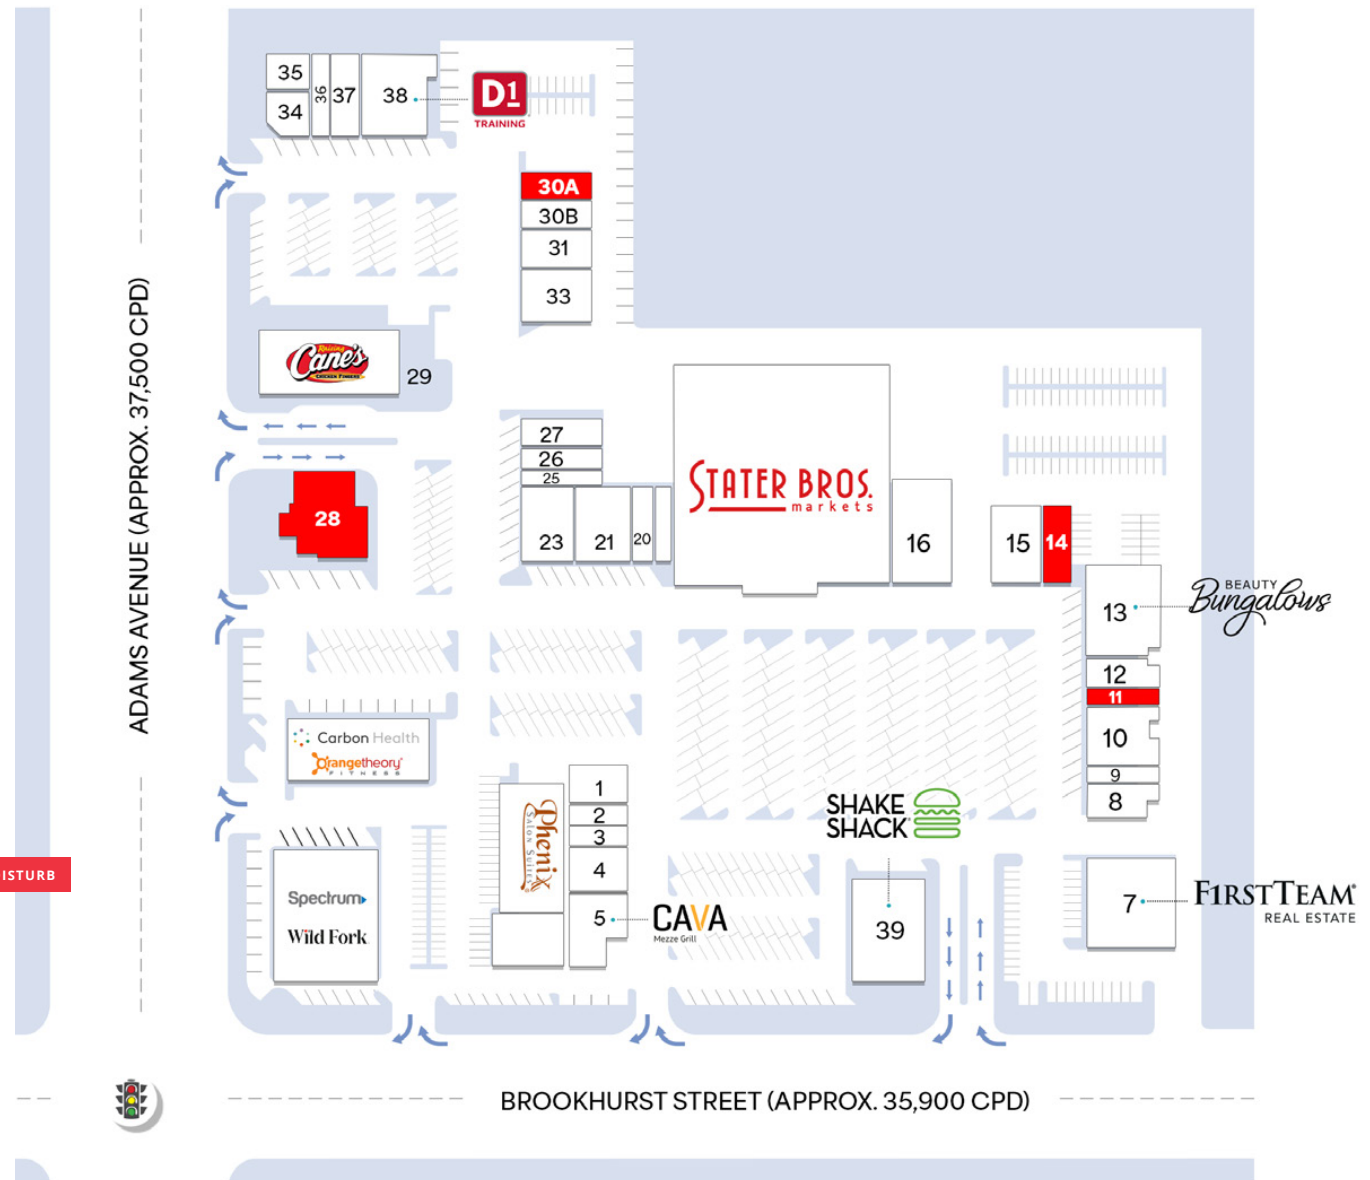 35
34
36
37
38
D1
TRAINING
30A
30B
31
33
Raising
Cane's
CHICKEN FINGERS
29
ADAMS AVENUE (APPROX. 37,500 CPD)
27
26
25
23
21
20
STATER BROS.
markets
16
15
14
28
13
BEAUTY
Bungalows
12
11
10
9
8
Carbon Health
Orangetheory
FITNESS
Phenix
SALON SUITES
1
2
3
4
5
CAVA
Mezze Grill
SHAKE
SHACK
39
7
FIRSTTEAM
REAL ESTATE
Spectrum
Wild Fork
ISTURB
BROOKHURST STREET (APPROX. 35,900 CPD)